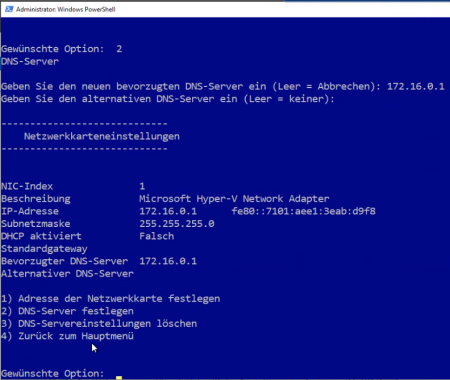 Administrator: Windows PowerShell
Gewünschte Option: 2
DNS-Server
Geben Sie den neuen bevorzugten DNS-Server ein (Leer = Abbrechen): 172.16.0.1
Geben Sie den alternativen DNS-Server ein (Leer = keiner):
----------------------------
Netzwerkkarteneinstellungen
----------------------------
NIC-Index 1
Beschreibung Microsoft Hyper-V Network Adapter
IP-Adresse 172.16.0.1 fe80::7101:aee1:3eab:d9f8
Subnetzmaske 255.255.255.0
DHCP aktiviert Falsch
Standardgateway
Bevorzugter DNS-Server 172.16.0.1
Alternativer DNS-Server
1) Adresse der Netzwerkkarte festlegen
2) DNS-Server festlegen
3) DNS-Servereinstellungen löschen
4) Zurück zum Hauptmenü
Gewünschte Option: